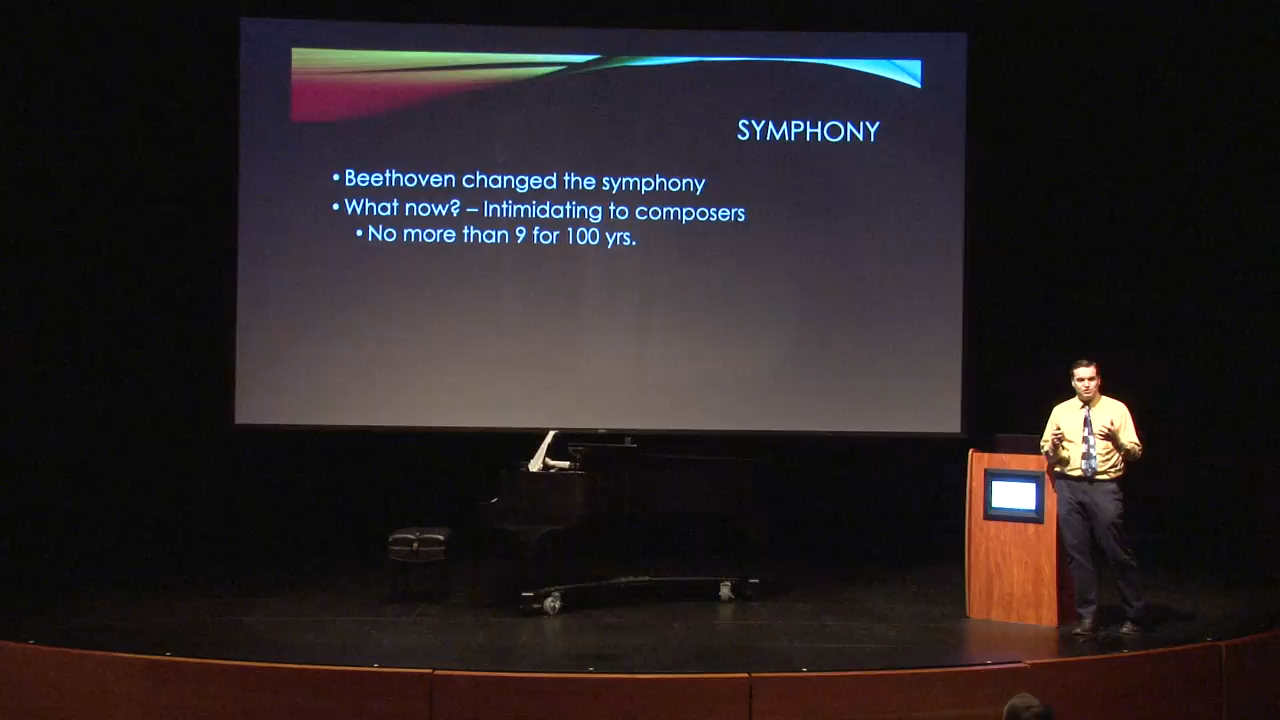 SYMPHONY
• Beethoven changed the symphony
• What now? – Intimidating to composers
• No more than 9 for 100 yrs.